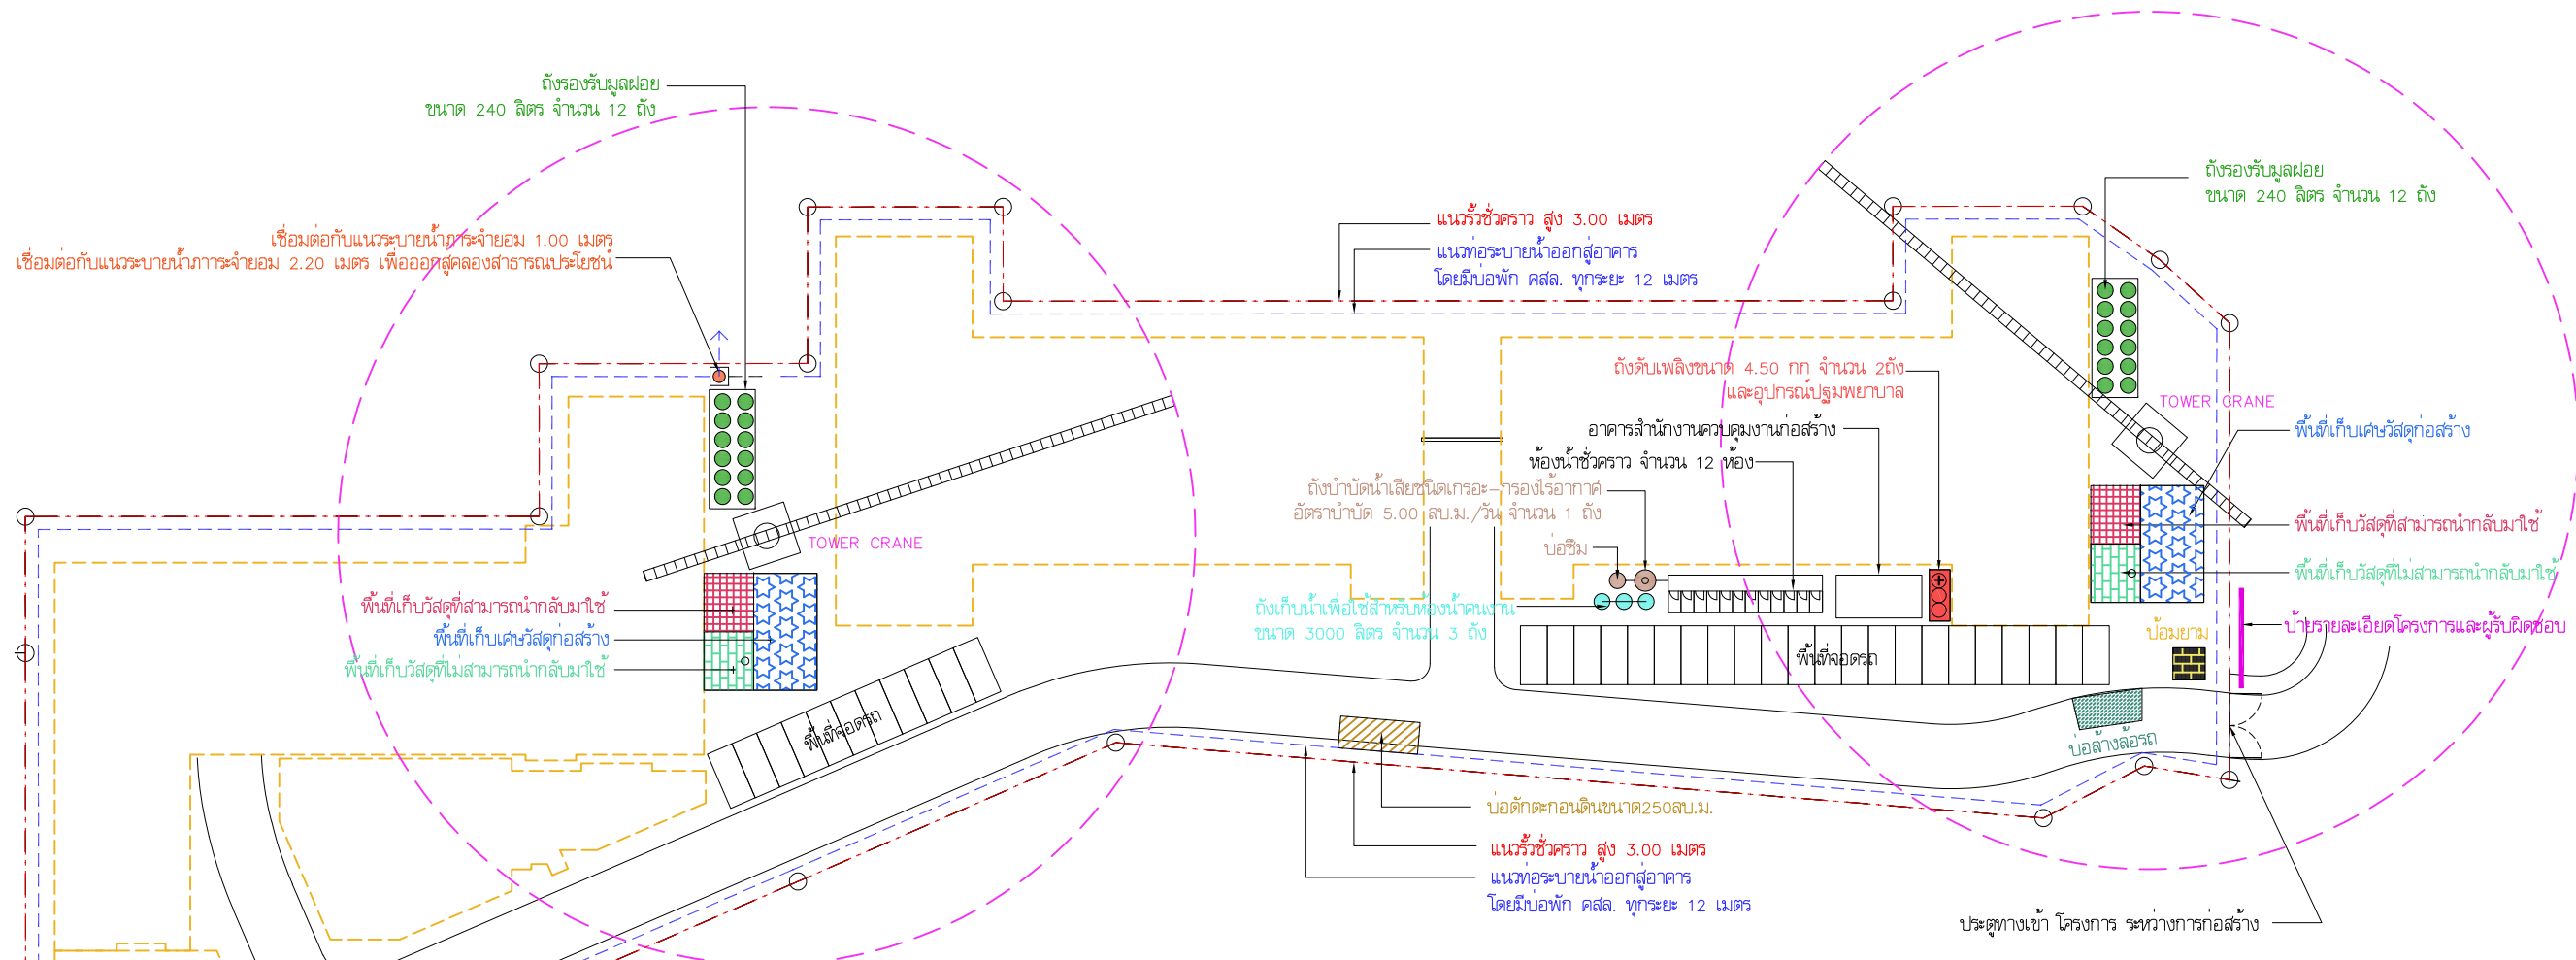 ถังรองรับมูลฝอย
ขนาด 240 ลิตร จำนวน 12 ถัง
เชื่อมต่อกับแนวระบายน้ำภาระจำยอม 1.00 เมตร
เชื่อมต่อกับแนวระบายน้ำภาาระจำยอม 2.20 เมตร เพื่อออกสู่คลองสาธารณประโยชน์
แนวรั้วชั่วคราว สูง 3.00 เมตร
แนวท่อระบายน้ำออกสู่อาคาร
โดยมีบ่อพัก คสล. ทุกระยะ 12 เมตร
ถังรองรับมูลฝอย
ขนาด 240 ลิตร จำนวน 12 ถัง
ถังดับเพลิงขนาด 4.50 กก จำนวน 2ถัง
และอุปกรณ์ปฐมพยาบาล
TOWER CRANE
อาคารสำนักงานควบคุมงานก่อสร้าง
พื้นที่เก็บเศษวัสดุก่อสร้าง
ห้องน้ำชั่วคราว จำนวน 12 ห้อง
ถังบำบัดน้ำเสียชนิดเกรอะ-กรองไร้อากาศ
อัตราบำบัด 5.00 ลบ.ม./วัน จำนวน 1 ถัง
พื้นที่เก็บวัสดุที่สามารถนำกลับมาใช้
TOWER CRANE
บ่อซึม
พื้นที่เก็บวัสดุที่ไม่สามารถนำกลับมาใช้
พื้นที่เก็บวัสดุที่สามารถนำกลับมาใช้
ถังเก็บน้ำเพื่อใช้สำหรับห้องน้ำคนงาน
ขนาด 3000 ลิตร จำนวน 3 ถัง
ป้ายรายละเอียดโครงการและผู้รับผิดชอบ
ป้อมยาม
พื้นที่เก็บเศษวัสดุก่อสร้าง
พื้นที่จอดรถ
พื้นที่เก็บวัสดุที่ไม่สามารถนำกลับมาใช้
พื้นที่จอดรถ
บ่อล้างล้อรถ
บ่อดักตะกอนดินขนาด250ลบ.ม.
แนวรั้วชั่วคราว สูง 3.00 เมตร
แนวท่อระบายน้ำออกสู่อาคาร
โดยมีบ่อพัก คสล. ทุกระยะ 12 เมตร
ประตูทางเข้า โครงการ ระหว่างการก่อสร้าง